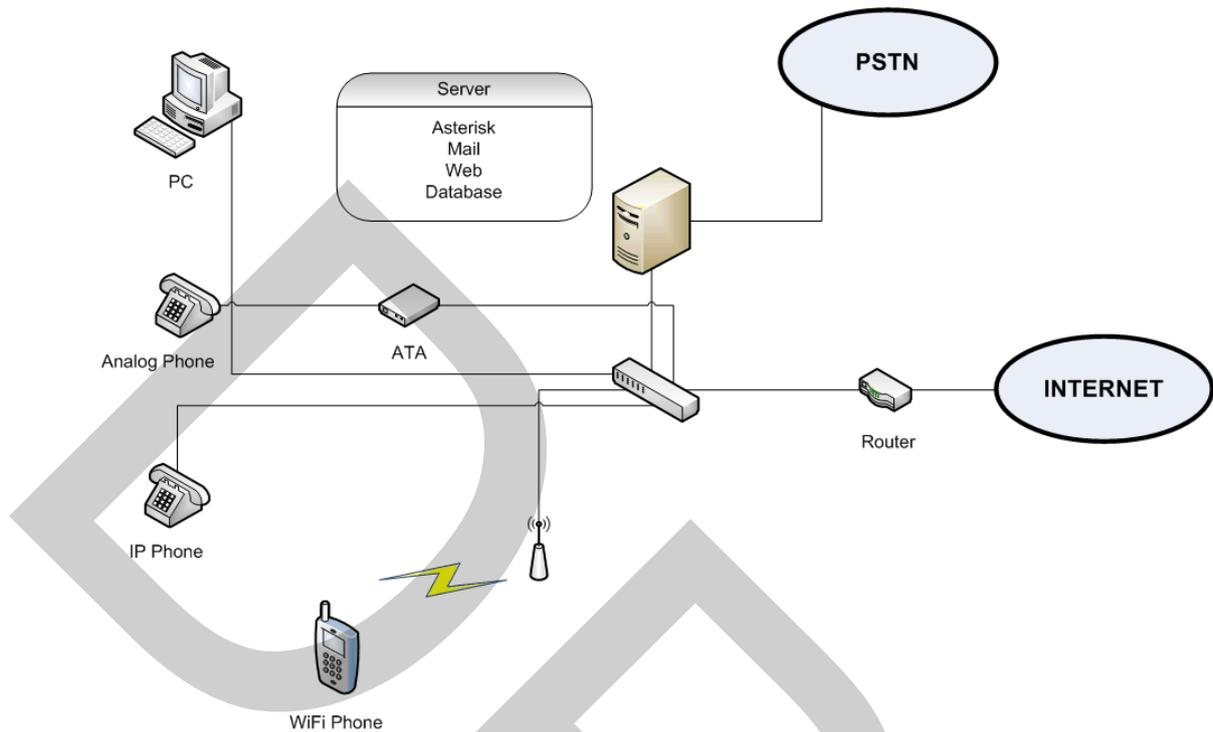 PSTN
Server
Asterisk
Mail
Web
Database
PC
Analog Phone
ATA
INTERNET
Router
IP Phone
WiFi Phone